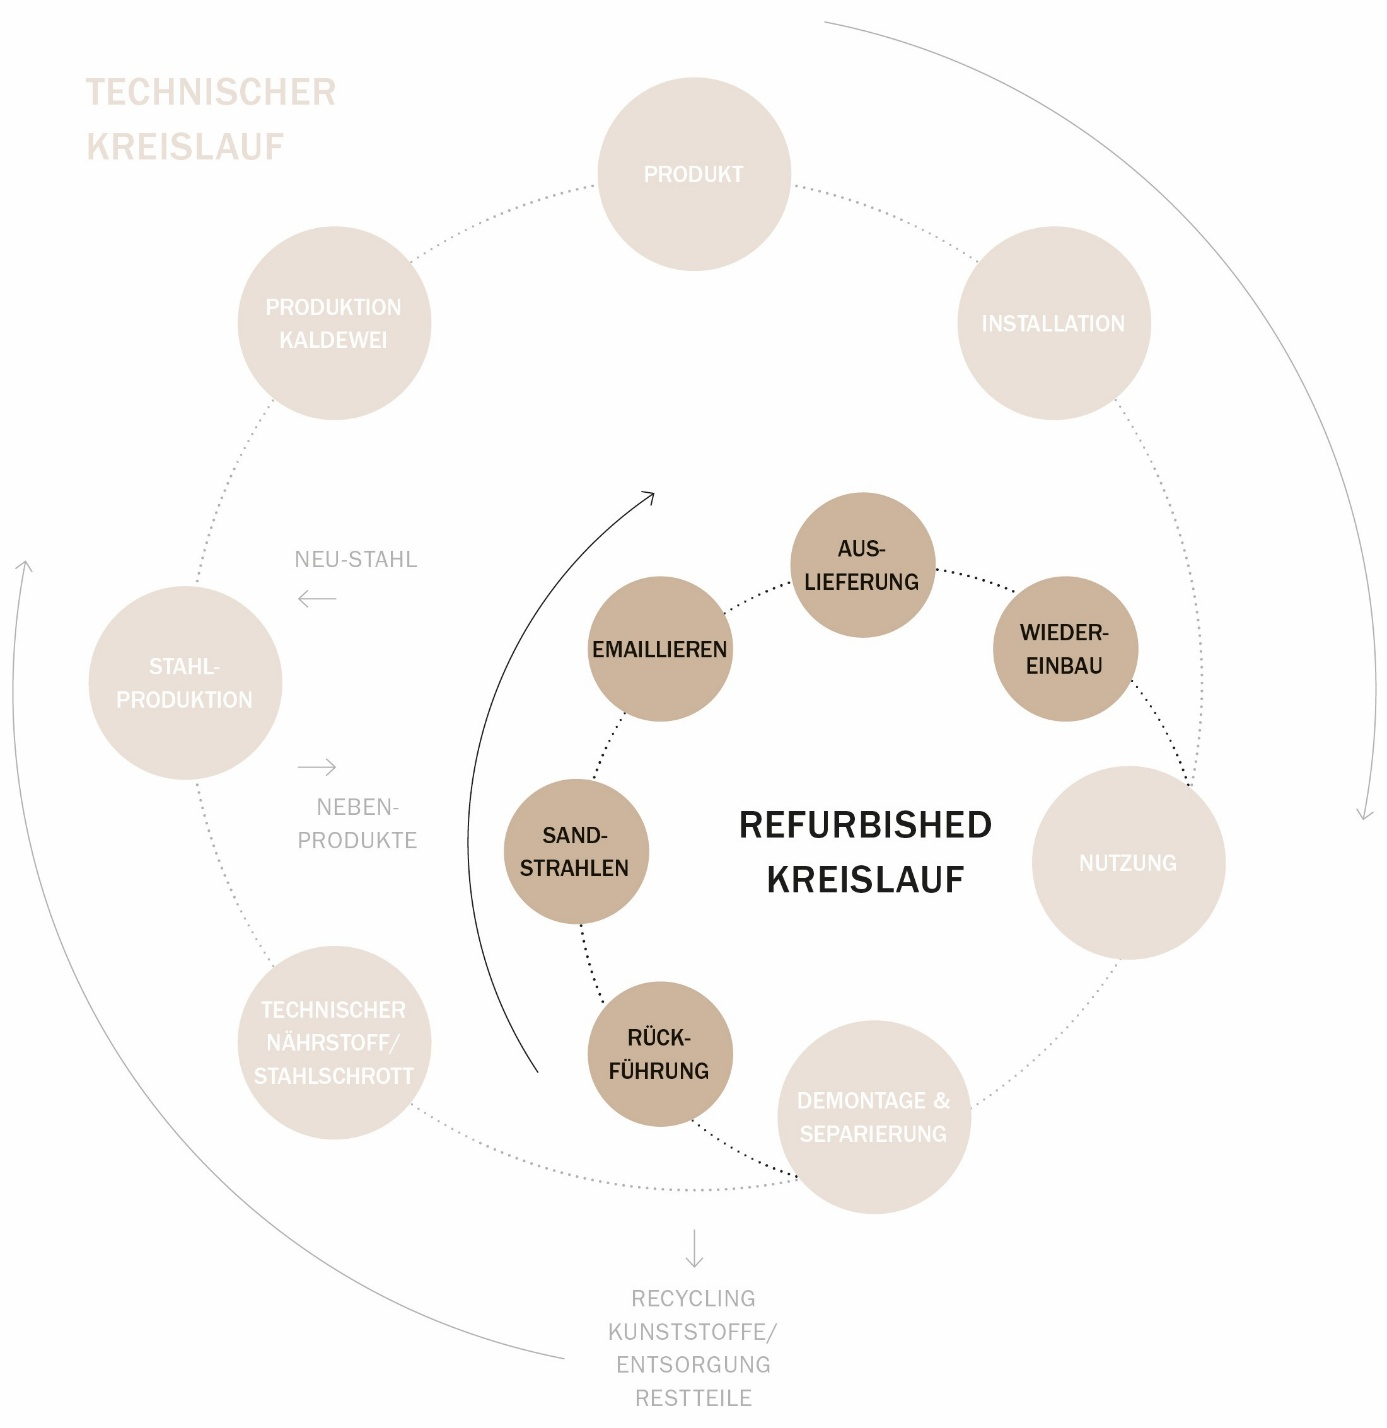 TECHNISCHER
KREISLAUF
PRODUKT
PRODUKTION
KALDEWEI
INSTALLATION
NEU-STAHL
STAHL-
PRODUKTION
NEBEN-
PRODUKTE
AUS-
LIEFERUNG
EMAILLIEREN
WIEDER-
EINBAU
SAND-
STRAHLEN
REFURBISHED
KREISLAUF
NUTZUNG
TECHNISCHER
NÄHRSTOFF/
STAHLSCHROTT
RÜCK-
FÜHRUNG
DEMONTAGE &
SEPARIERUNG
RECYCLING
KUNSTSTOFFE/
ENTSORGUNG
RESTTEILE